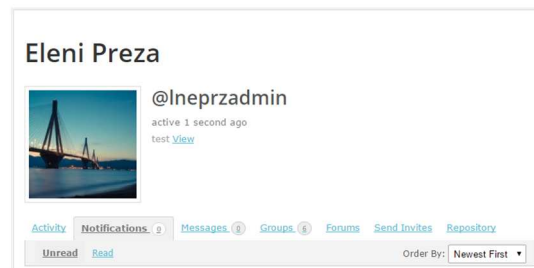 Eleni Preza
@lneprzadmin
active 1 second ago
test View
Activity Notifications 0 Messages 0 Groups 6 Forums Send Invites Repository
Unread Read Order By: Newest First